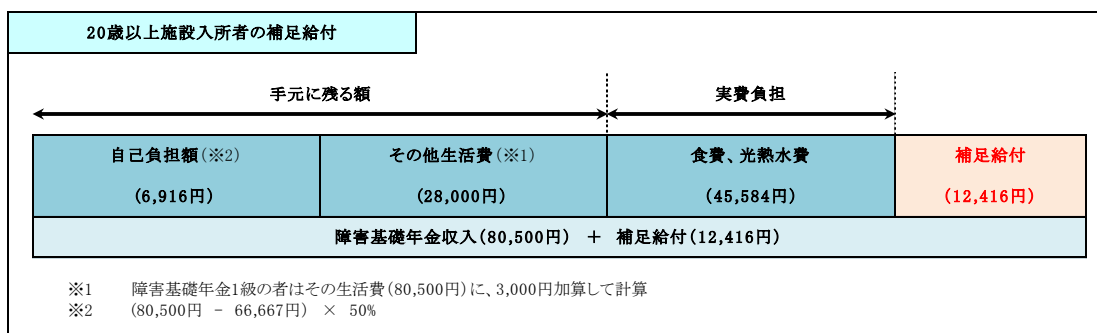 20歳以上施設入所者の補足給付
手元に残る額 実費負担
自己負担額(※2) その他生活費(※1) 食費、光熱水費 補足給付
(6,916円) (28,000円) (45,584円) (12,416円)
障害基礎年金収入(80,500円) + 補足給付(12,416円)
※1 障害基礎年金1級の者はその生活費(80,500円)に、3,000円加算して計算
※2 (80,500円 - 66,667円) × 50%